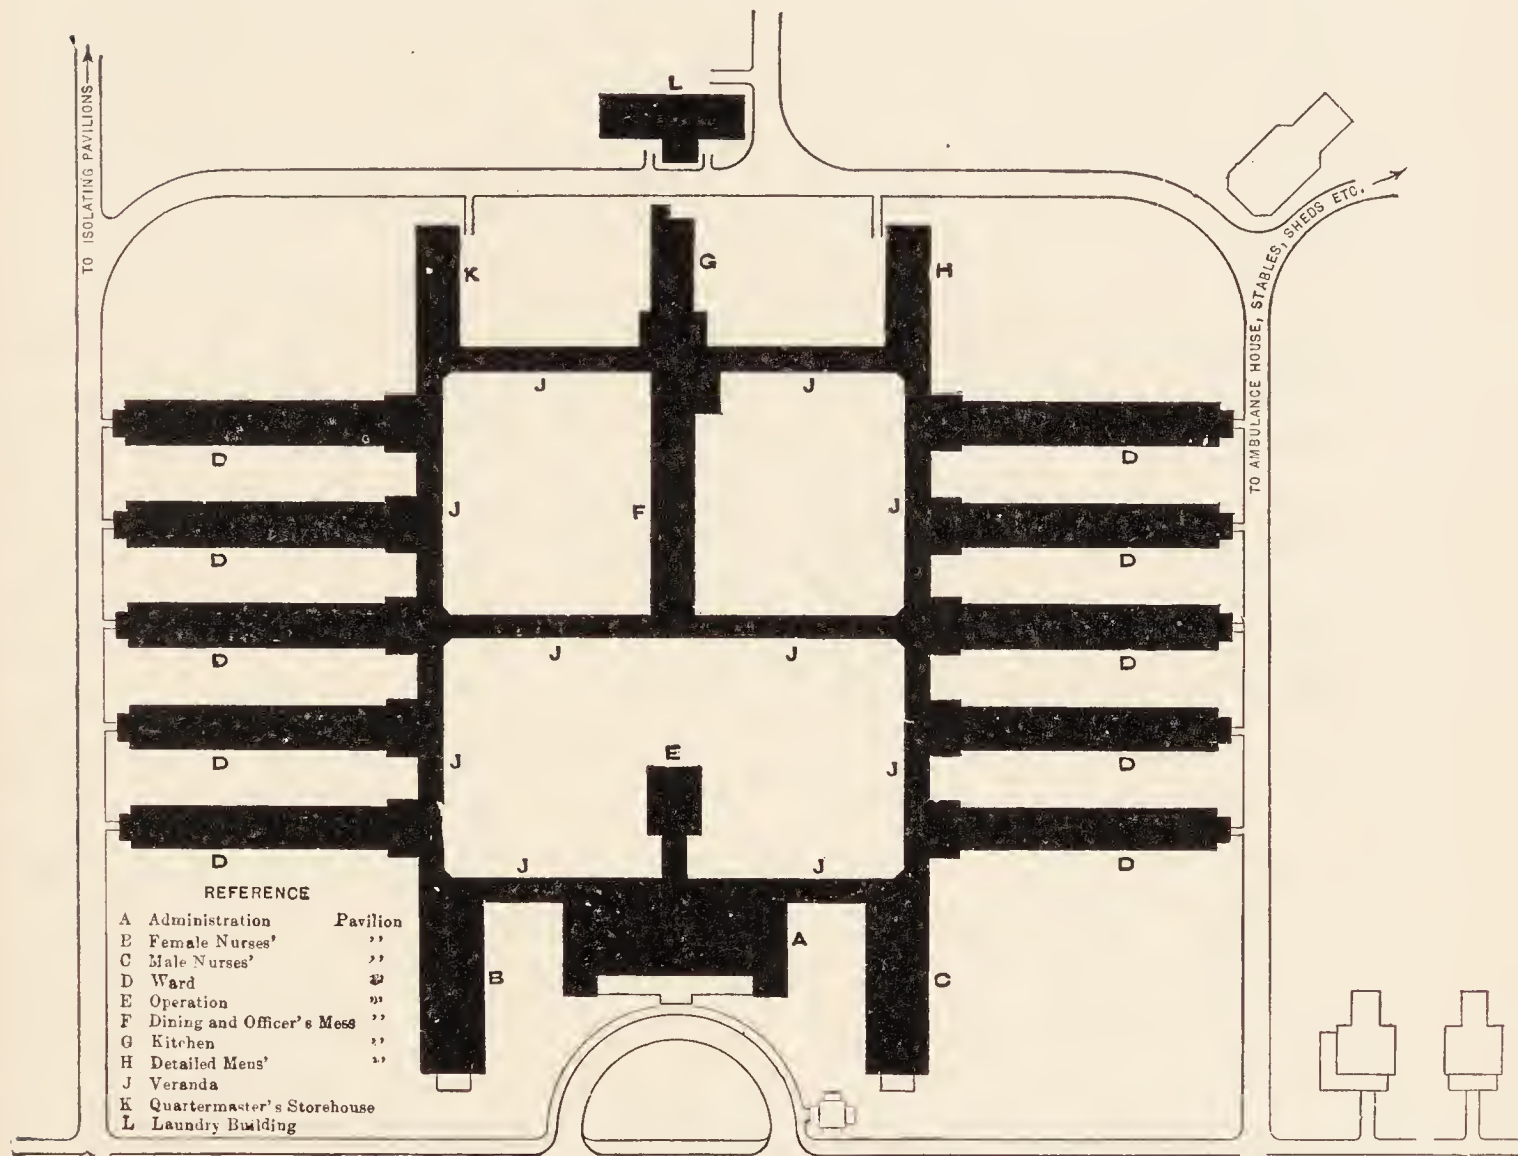 TO ISOLATING PAVILIONS
L
TO AMBULANCE HOUSE, STABLES, SHEDS ETC.
K
G
H
J
J
D
D
J
F
J
D
D
D
D
J
J
J
E
J
D
D
J
J
D
D
B
A
C
REFERENCE
A Administration Pavilion
B Female Nurses' ,,
C Male Nurses' ,,
D Ward ,,
E Operation ,,
F Dining and Officer's Mess ,,
G Kitchen ,,
H Detailed Mens' ,,
J Veranda
K Quartermaster's Storehouse
L Laundry Building